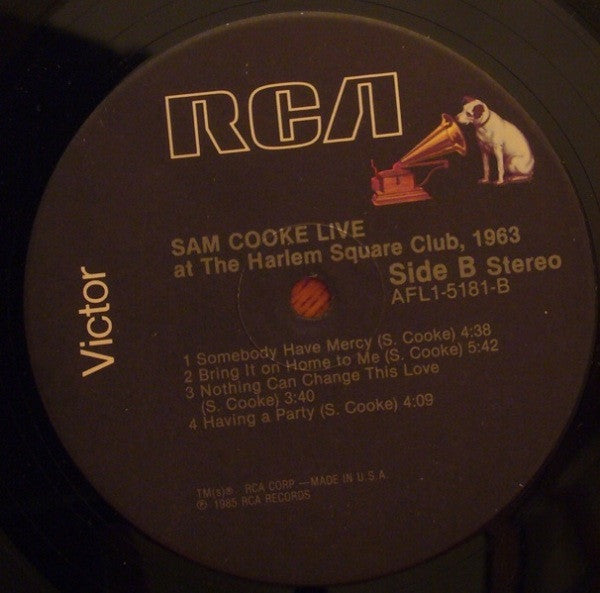 RCA
Victor
SAM COOKE LIVE
at The Harlem Square Club, 1963
Side B Stereo
AFL1-5181-B
1 Somebody Have Mercy (S. Cooke) 4:38
2 Bring It on Home to Me (S. Cooke) 5:42
3 Nothing Can Change This Love
(S. Cooke) 3:40
4 Having a Party (S. Cooke) 4:09
TM(s)® RCA CORP —MADE IN U.S.A.
℗ 1985 RCA RECORDS